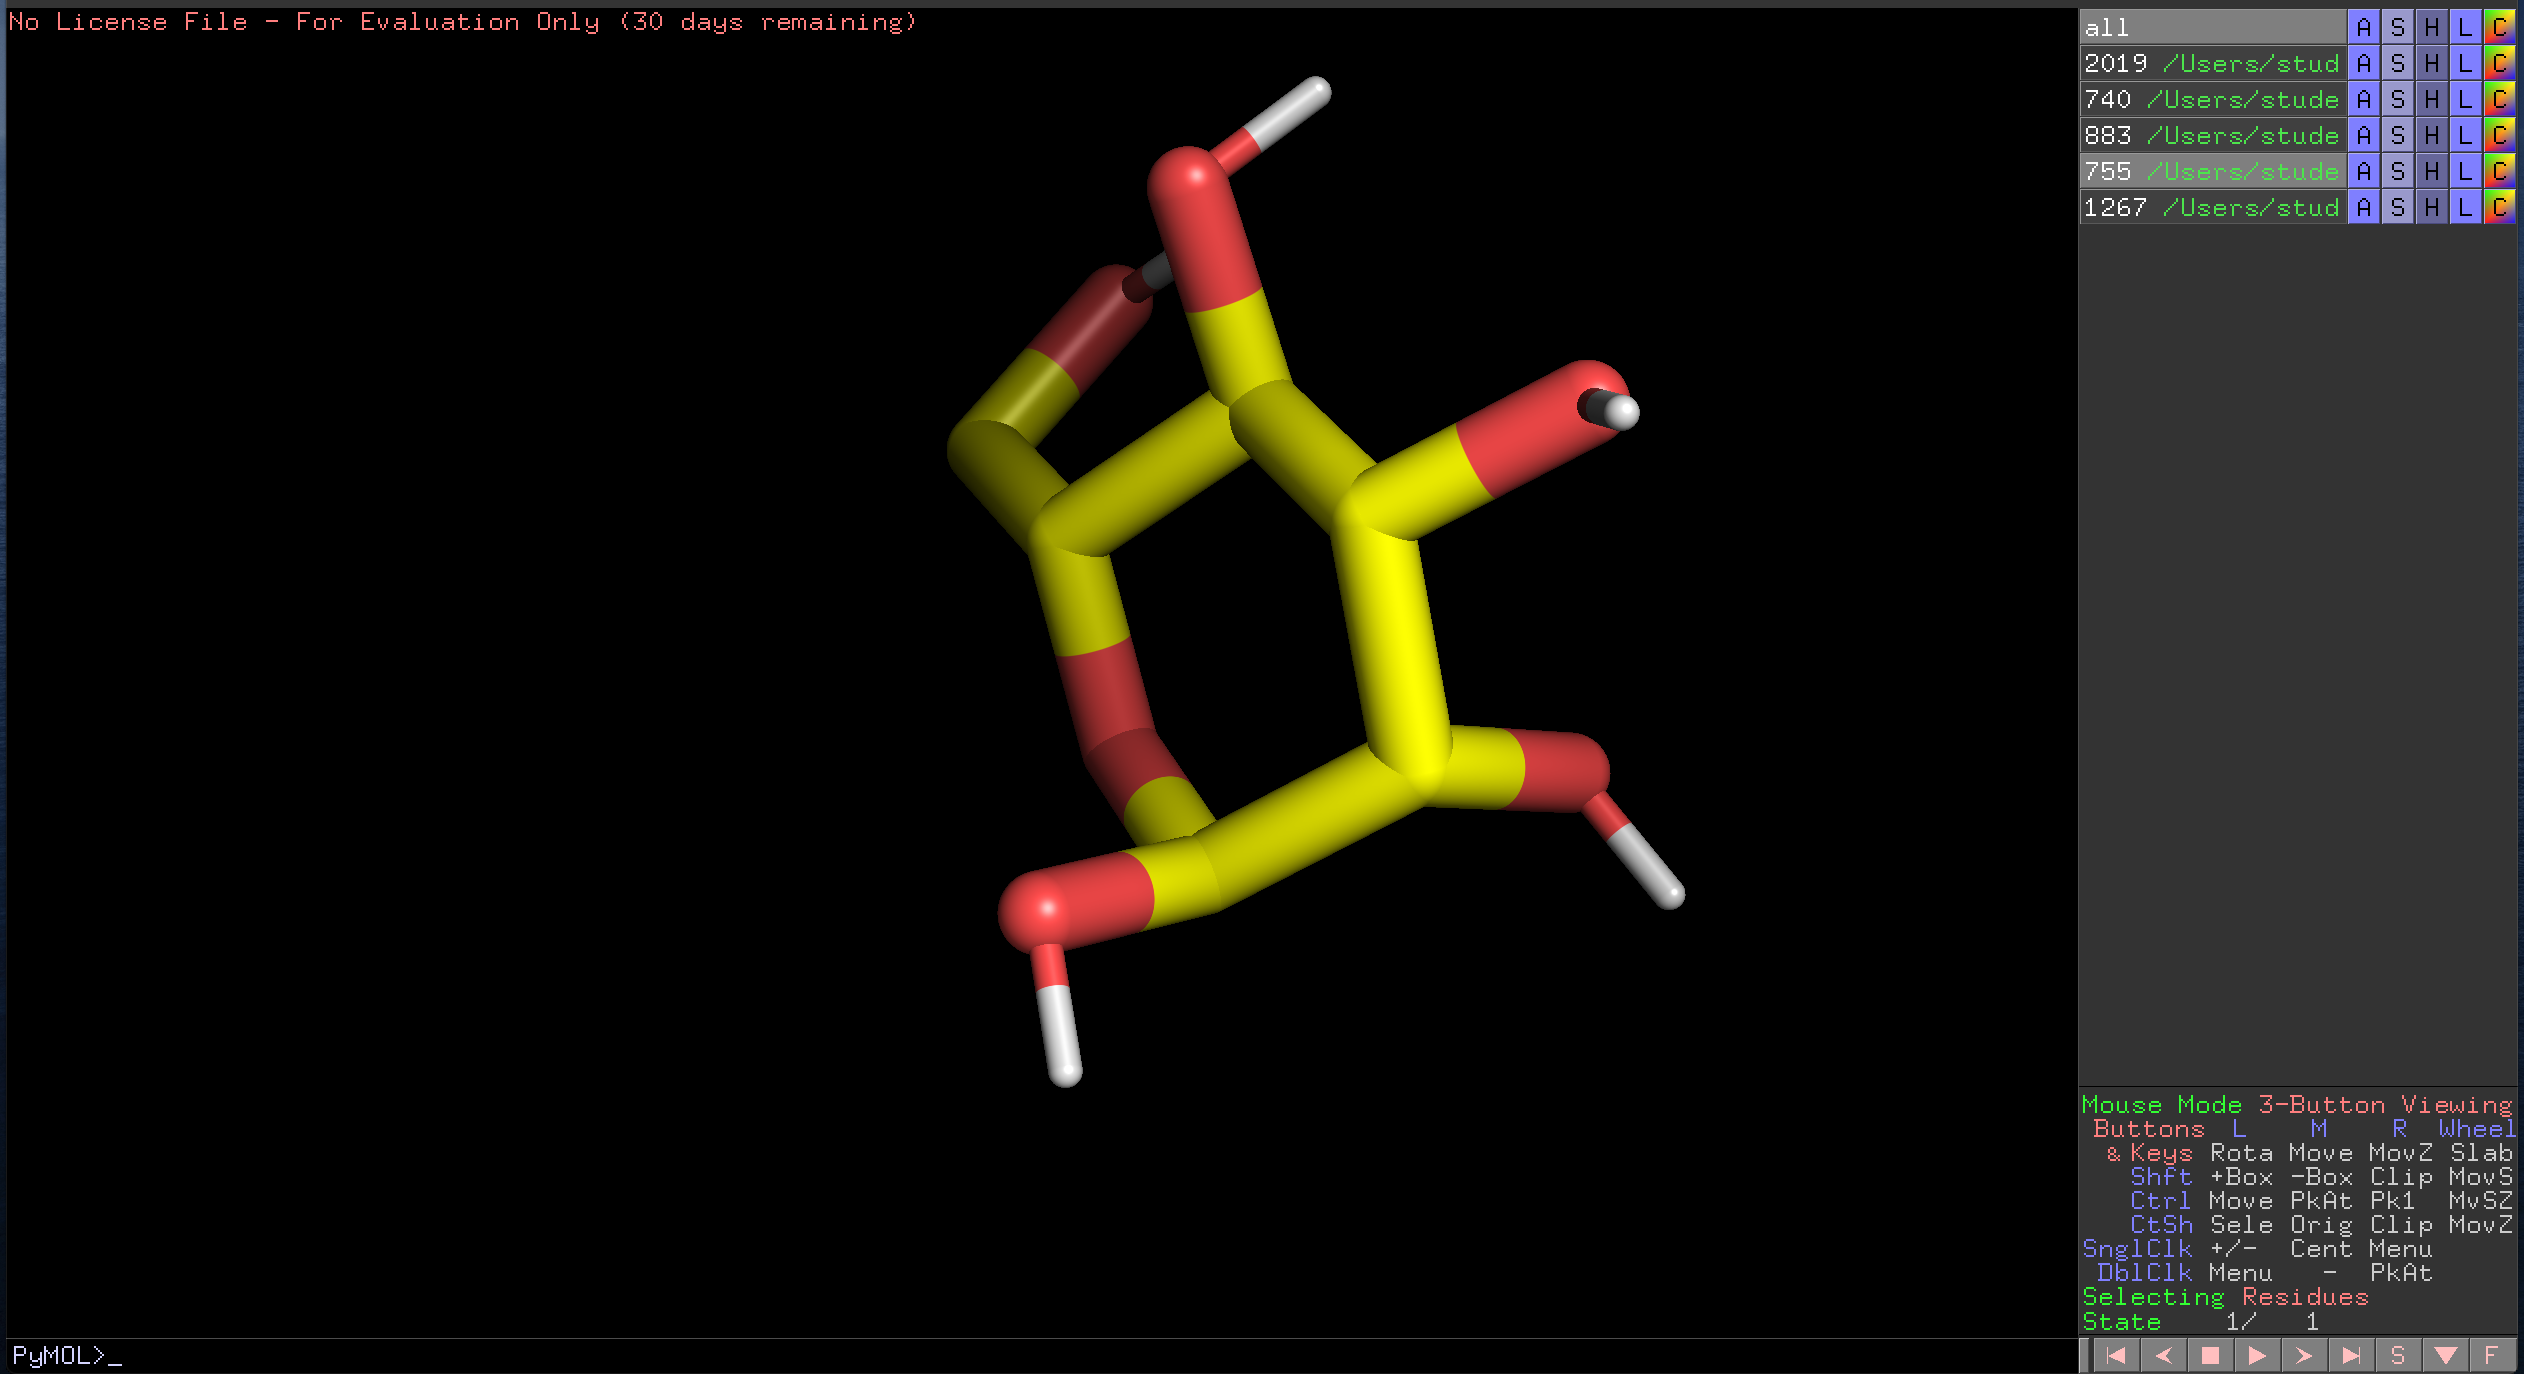 No License File - For Evaluation Only (30 days remaining)
all A S H L C
2019 /Users/stud A S H L C
740 /Users/stude A S H L C
883 /Users/stude A S H L C
755 /Users/stude A S H L C
1267 /Users/stud A S H L C
Mouse Mode 3-Button Viewing
Buttons L M R Wheel
& Keys Rota Move MovZ Slab
Shft +Box -Box Clip MovS
Ctrl Move PkAt Pk1 MvSZ
CtSh Sele Orig Clip MovZ
SnglClk +/- Cent Menu
DblClk Menu - PkAt
Selecting Residues
State 1/ 1
PyMOL>_
S F